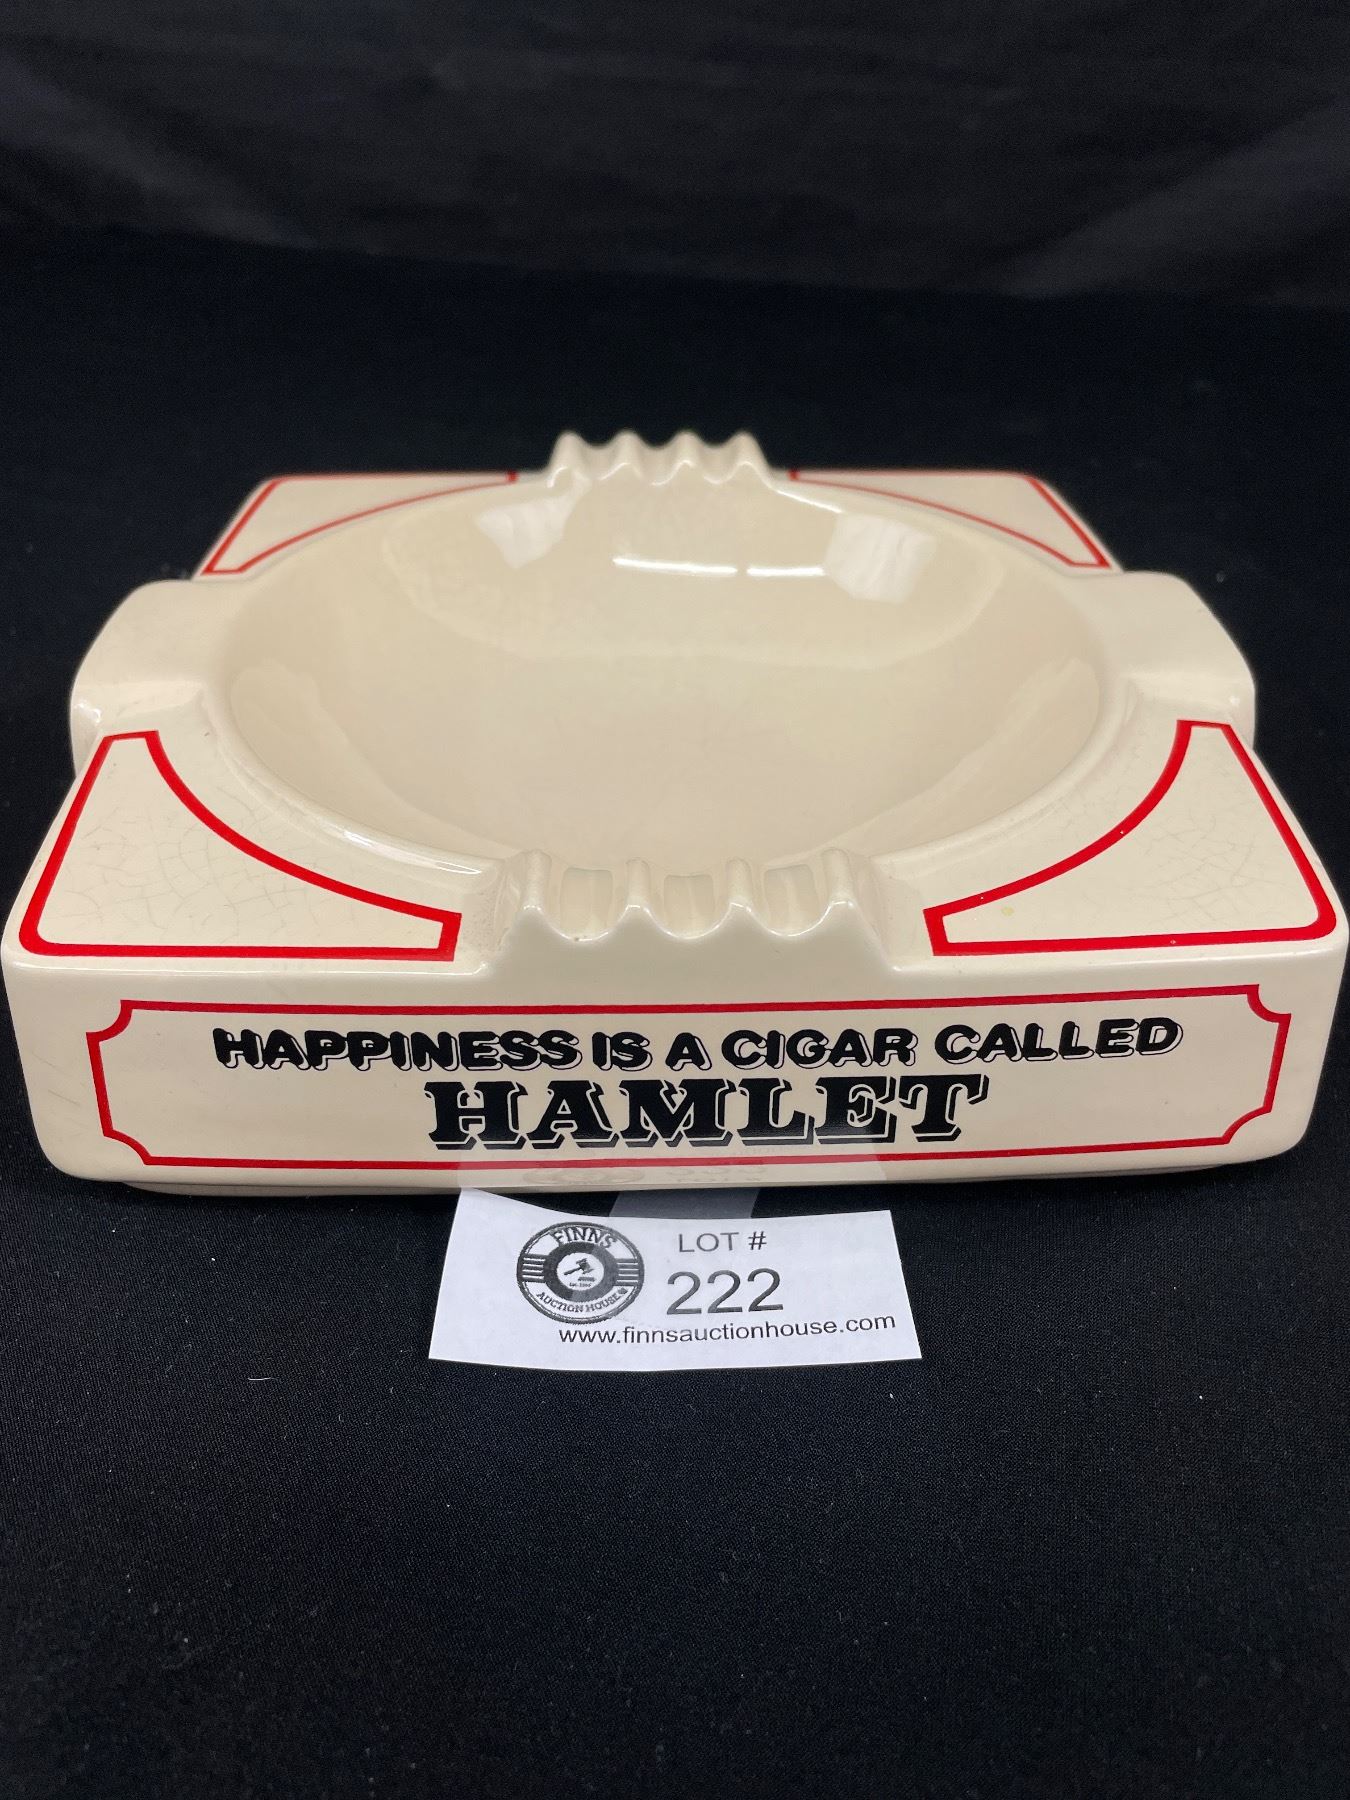 HAPPINESS IS A CIGAR CALLED
HAMLET
FINNS
AUCTION HOUSE
LOT #
222
www.finnsauctionhouse.com